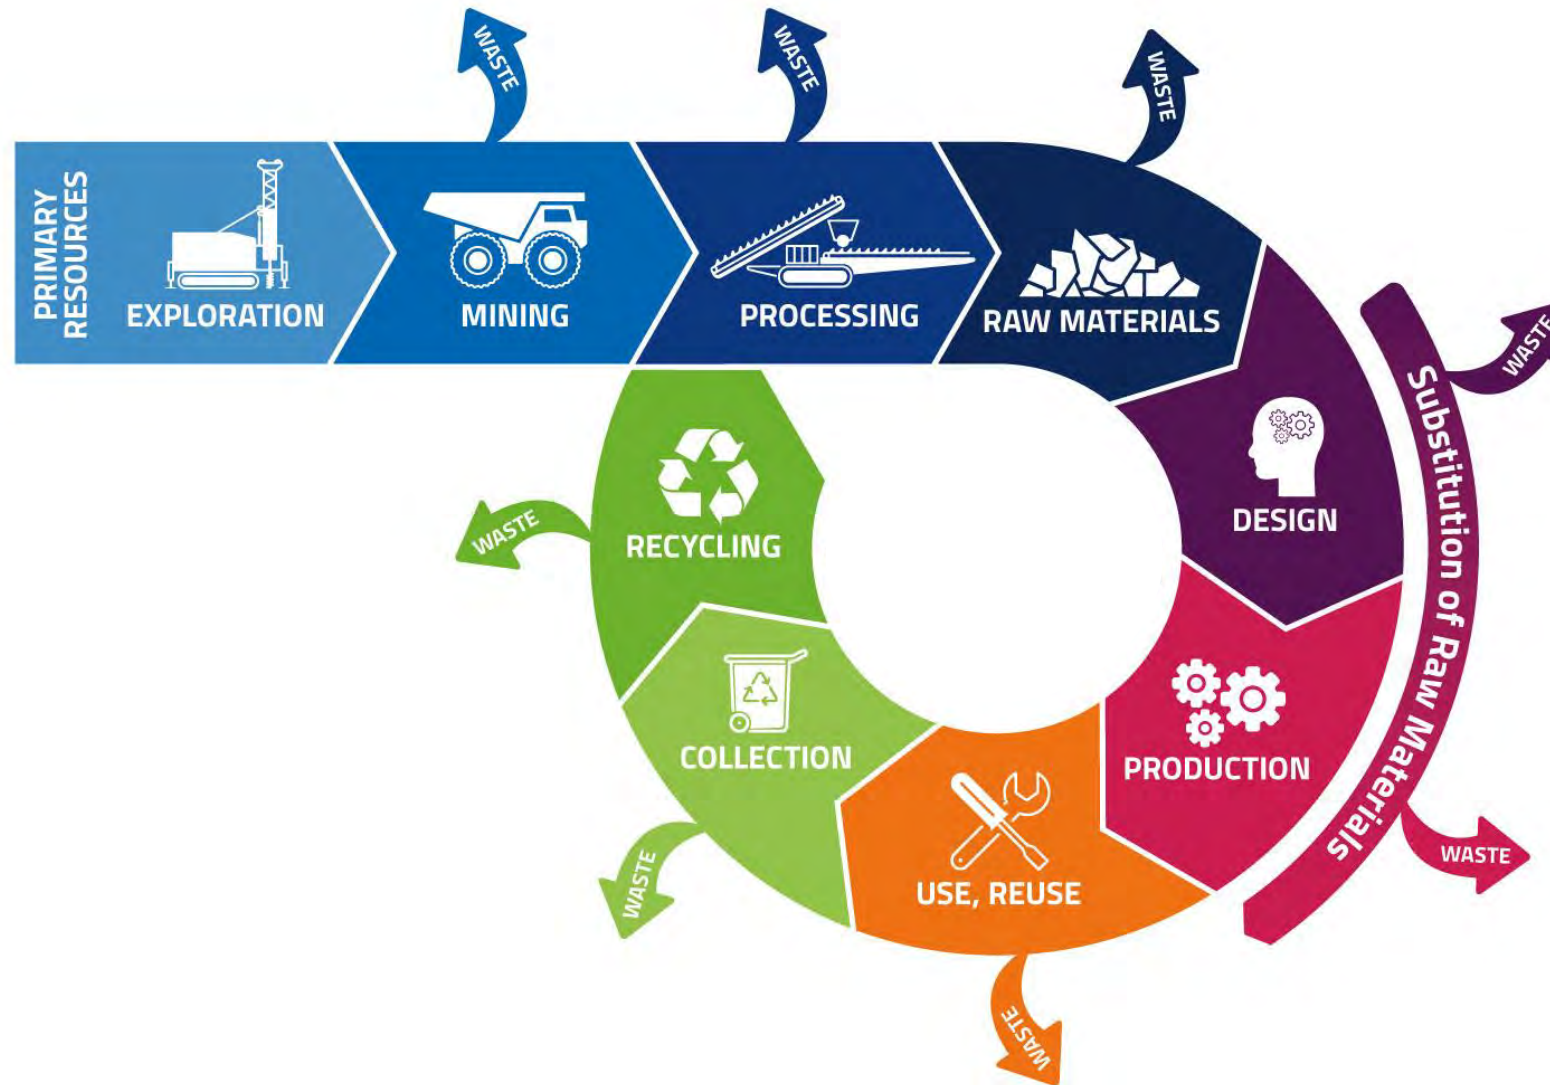 WASTE
WASTE
WASTE
PRIMARY
RESOURCES
EXPLORATION
MINING
PROCESSING
RAW MATERIALS
WASTE
DESIGN
Substitution of Raw Materials
PRODUCTION
WASTE
USE, REUSE
WASTE
COLLECTION
WASTE
RECYCLING
WASTE